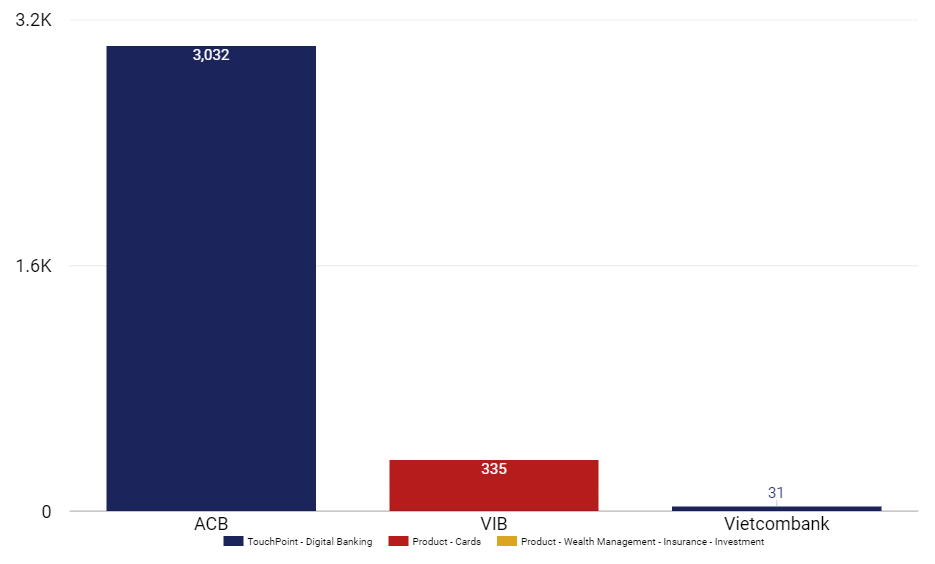 3.2K
3,032
1.6K
335
31
0
ACB VIB Vietcombank
TouchPoint - Digital Banking Product - Cards Product - Wealth Management - Insurance - Investment